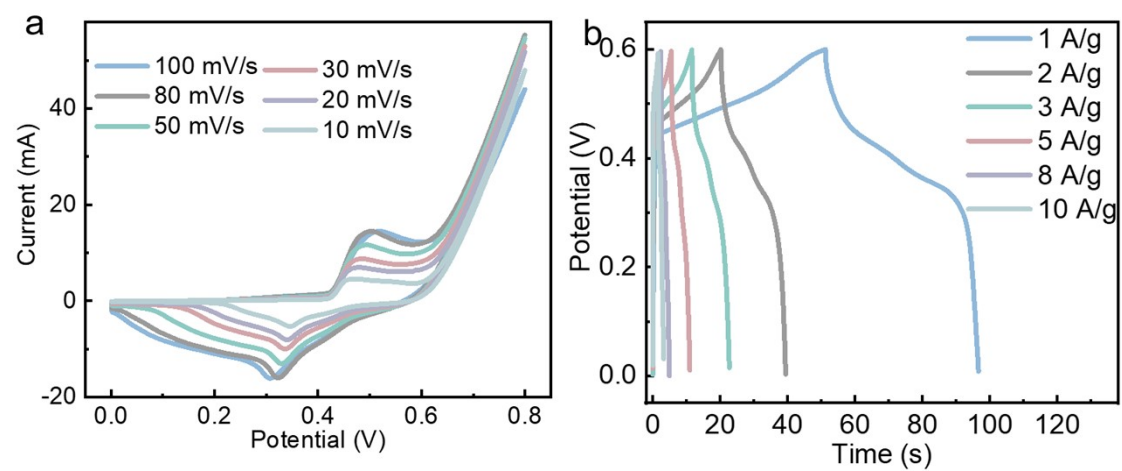 a
100 mV/s
30 mV/s
80 mV/s
20 mV/s
50 mV/s
10 mV/s
40
20
0
-20
Current (mA)
0.0
0.2
0.4
0.6
0.8
Potential (V)
b
1 A/g
2 A/g
3 A/g
5 A/g
8 A/g
10 A/g
0.6
0.4
0.2
0.0
Potential (V)
0
20
40
60
80
100
120
Time (s)